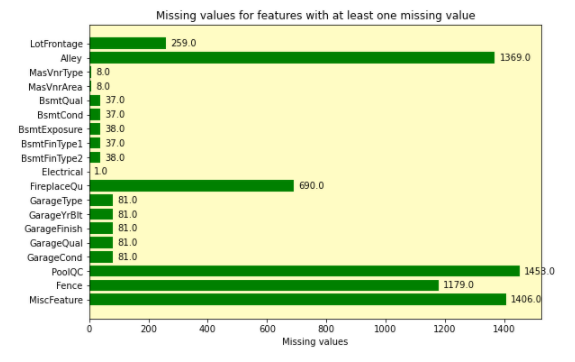 Missing values for features with at least one missing value
LotFrontage 259.0
Alley 1369.0
MasVnrType 8.0
MasVnrArea 8.0
BsmtQual 37.0
BsmtCond 37.0
BsmtExposure 38.0
BsmtFinType1 37.0
BsmtFinType2 38.0
Electrical 1.0
FireplaceQu 690.0
GarageType 81.0
GarageYrBlt 81.0
GarageFinish 81.0
GarageQual 81.0
GarageCond 81.0
PoolQC 1453.0
Fence 1179.0
MiscFeature 1406.0
0 200 400 600 800 1000 1200 1400
Missing values